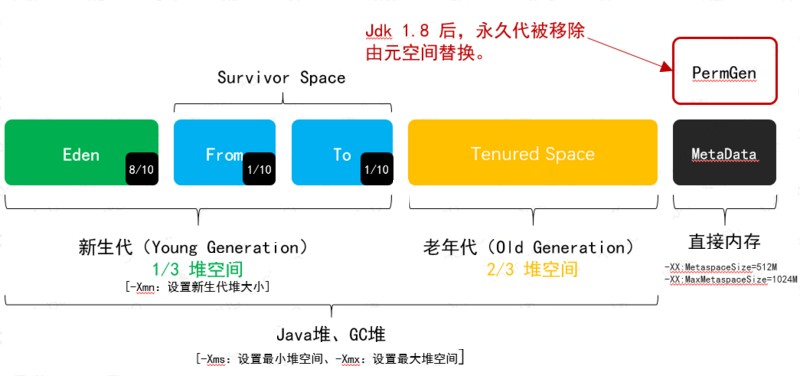 Jdk 1.8 后，永久代被移除
由元空间替换。
PermGen
Survivor Space
Eden
8/10
From
1/10
To
1/10
Tenured Space
MetaData
新生代（Young Generation）
1/3 堆空间
[-Xmn：设置新生代堆大小]
老年代（Old Generation）
2/3 堆空间
直接内存
-XX:MetaspaceSize=512M
-XX:MaxMetaspaceSize=1024M
Java堆、GC堆
[-Xms：设置最小堆空间、-Xmx：设置最大堆空间]